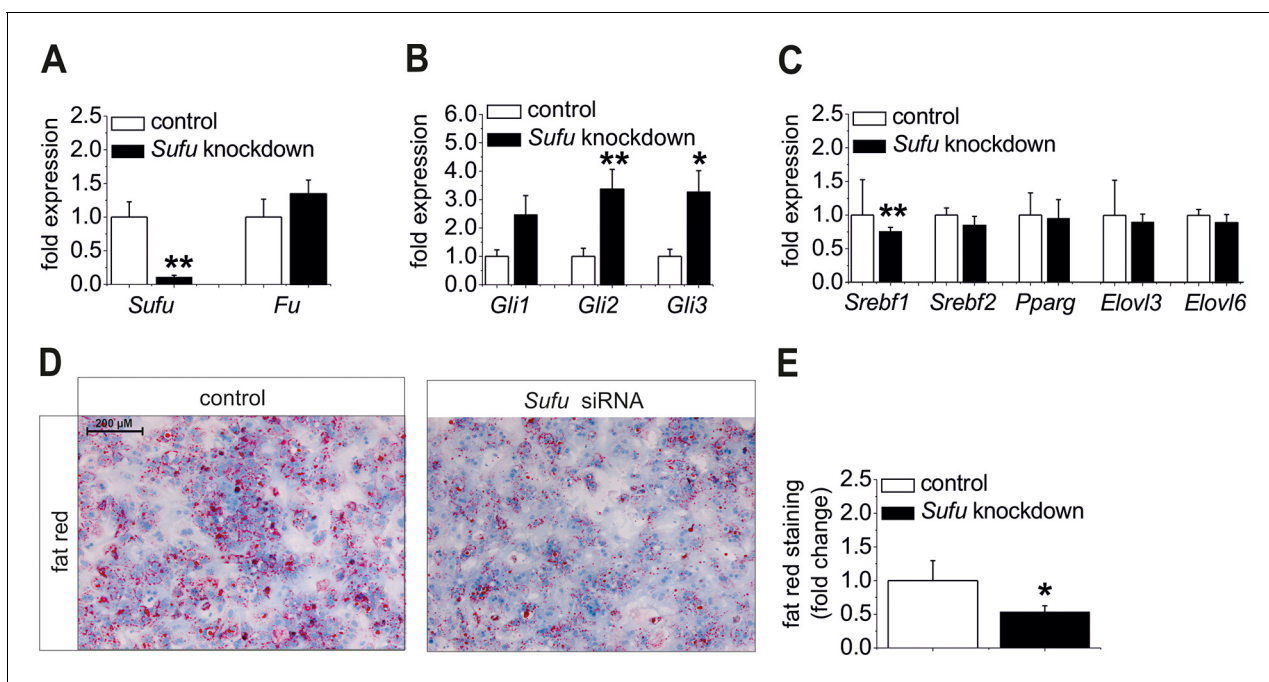 A
fold expression
2.5
2.0
1.5
1.0
0.5
0.0
control
Sufu knockdown
**
Sufu Fu
B
fold expression
6.0
5.0
4.0
3.0
2.0
1.0
0.0
control
Sufu knockdown
** *
Gli1 Gli2 Gli3
C
fold expression
2.5
2.0
1.5
1.0
0.5
0.0
control
Sufu knockdown
**
Srebf1 Srebf2 Pparg Elovl3 Elovl6
D
control
Sufu siRNA
fat red
200 µM
E
fat red staining
(fold change)
2.5
2.0
1.5
1.0
0.5
0.0
control
Sufu knockdown
*